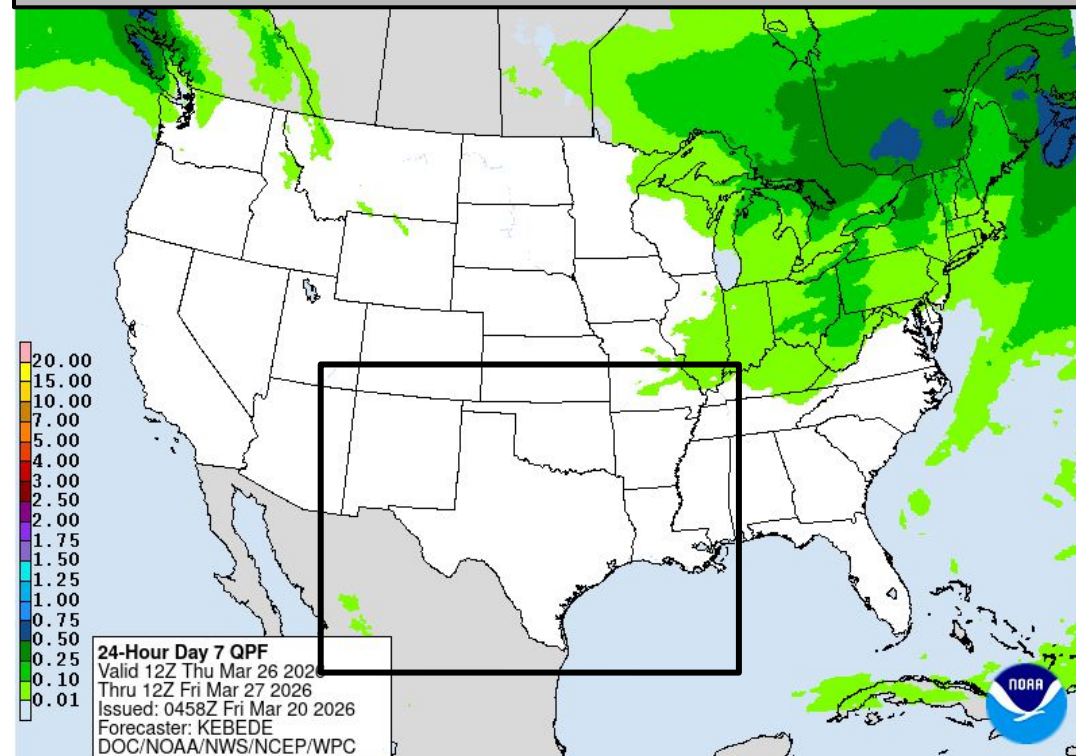 20.00
15.00
10.00
7.00
5.00
4.00
3.00
2.50
2.00
1.75
1.50
1.25
1.00
0.75
0.50
0.25
0.10
0.01
24-Hour Day 7 QPF
Valid 12Z Thu Mar 26 2026
Thru 12Z Fri Mar 27 2026
Issued: 0458Z Fri Mar 20 2026
Forecaster: KEBEDE
DOC/NOAA/NWS/NCEP/WPC
NOAA